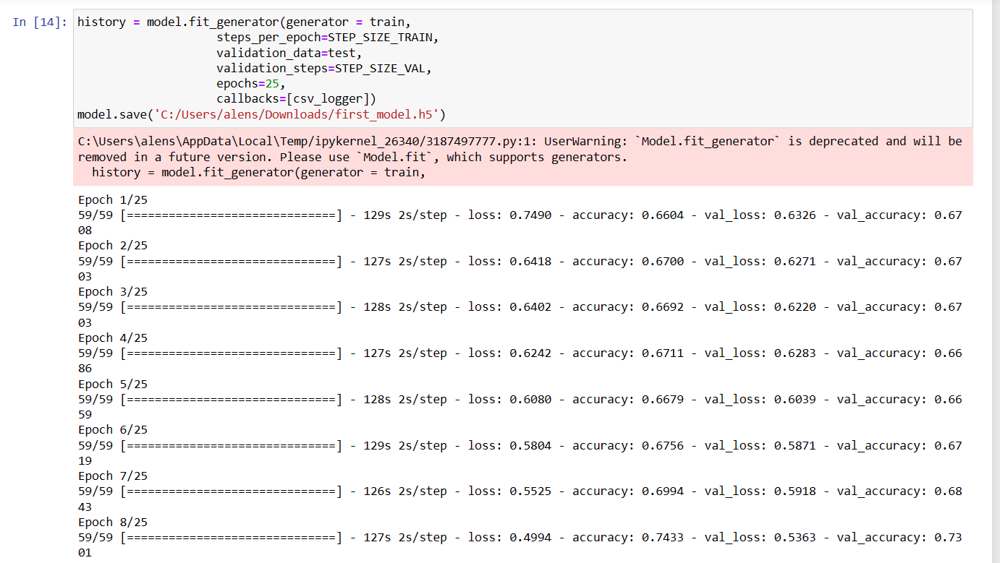 In [14]: history = model.fit_generator(generator = train,
steps_per_epoch=STEP_SIZE_TRAIN,
validation_data=test,
validation_steps=STEP_SIZE_VAL,
epochs=25,
callbacks=[csv_logger])
model.save('C:/Users/alens/Downloads/first_model.h5')
C:\Users\alens\AppData\Local\Temp/ipykernel_26340/3187497777.py:1: UserWarning: `Model.fit_generator` is deprecated and will be
removed in a future version. Please use `Model.fit`, which supports generators.
history = model.fit_generator(generator = train,
Epoch 1/25
59/59 [==============================] - 129s 2s/step - loss: 0.7490 - accuracy: 0.6604 - val_loss: 0.6326 - val_accuracy: 0.67
08
Epoch 2/25
59/59 [==============================] - 127s 2s/step - loss: 0.6418 - accuracy: 0.6700 - val_loss: 0.6271 - val_accuracy: 0.67
03
Epoch 3/25
59/59 [==============================] - 128s 2s/step - loss: 0.6402 - accuracy: 0.6692 - val_loss: 0.6220 - val_accuracy: 0.67
03
Epoch 4/25
59/59 [==============================] - 127s 2s/step - loss: 0.6242 - accuracy: 0.6711 - val_loss: 0.6283 - val_accuracy: 0.66
86
Epoch 5/25
59/59 [==============================] - 128s 2s/step - loss: 0.6080 - accuracy: 0.6679 - val_loss: 0.6039 - val_accuracy: 0.66
59
Epoch 6/25
59/59 [==============================] - 129s 2s/step - loss: 0.5804 - accuracy: 0.6756 - val_loss: 0.5871 - val_accuracy: 0.67
19
Epoch 7/25
59/59 [==============================] - 126s 2s/step - loss: 0.5525 - accuracy: 0.6994 - val_loss: 0.5918 - val_accuracy: 0.68
43
Epoch 8/25
59/59 [==============================] - 127s 2s/step - loss: 0.4994 - accuracy: 0.7433 - val_loss: 0.5363 - val_accuracy: 0.73
01